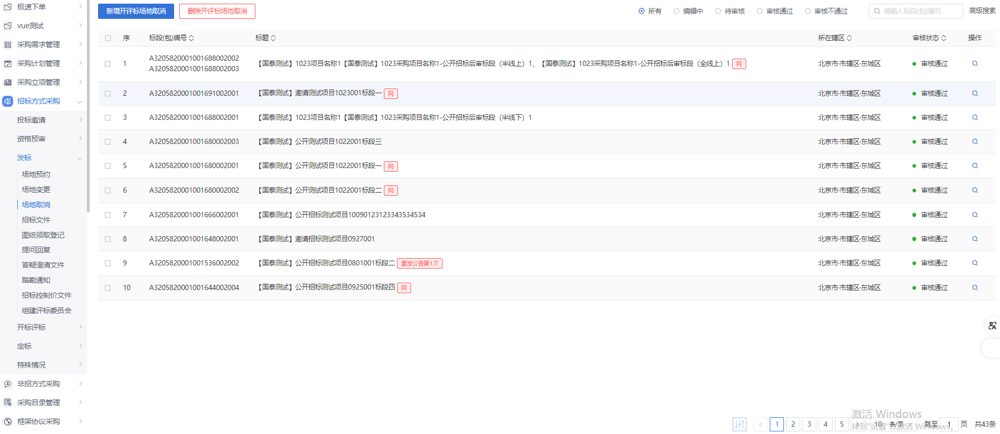 极速下单
vue测试
采购需求管理
采购计划管理
采购立项管理
招标方式采购
投标邀请
资格预审
发标
场地预约
场地变更
场地取消
招标文件
图纸领取登记
提问回复
答疑澄清文件
踏勘通知
招标控制价文件
组建评标委员会
开标评标
定标
特殊情况
非招方式采购
采购目录管理
框架协议采购
新增开评标场地取消 删除开评标场地取消 所有 编辑中 待审核 审核通过 审核不通过 请输入标段(包)编号 高级搜索
序 标段(包)编号 标题 所在辖区 审核状态 操作
1 A3205820001001688002002
A3205820001001688002003 【国泰测试】1023项目名称1【国泰测试】1023采购项目名称1-公开招标后审标段（半线上）1、【国泰测试】1023采购项目名称1-公开招标后审标段（全线上）1 网 北京市·市辖区·东城区 审核通过
2 A3205820001001691002001 【国泰测试】邀请测试项目1023001标段一 网 北京市·市辖区·东城区 审核通过
3 A3205820001001688002001 【国泰测试】1023项目名称1【国泰测试】1023采购项目名称1-公开招标后审标段（半线下）1 北京市·市辖区·东城区 审核通过
4 A3205820001001680002003 【国泰测试】公开测试项目1022001标段三 北京市·市辖区·东城区 审核通过
5 A3205820001001680002001 【国泰测试】公开测试项目1022001标段一 网 北京市·市辖区·东城区 审核通过
6 A3205820001001680002002 【国泰测试】公开测试项目1022001标段二 网 北京市·市辖区·东城区 审核通过
7 A3205820001001666002001 【国泰测试】公开招标测试项目10090123123343534534 北京市·市辖区·东城区 审核通过
8 A3205820001001648002001 【国泰测试】邀请招标测试项目0927001 北京市·市辖区·东城区 审核通过
9 A3205820001001536002002 【国泰测试】公开招标测试项目0801001标段二 重发公告第1次 北京市·市辖区·东城区 审核通过
10 A3205820001001644002004 【国泰测试】公开招标测试项目0925001标段四 网 北京市·市辖区·东城区 审核通过
激活 Windows
转到"设置"以激活 Windows。
1 2 3 4 5 10 条/页 跳至 1 页 共43条